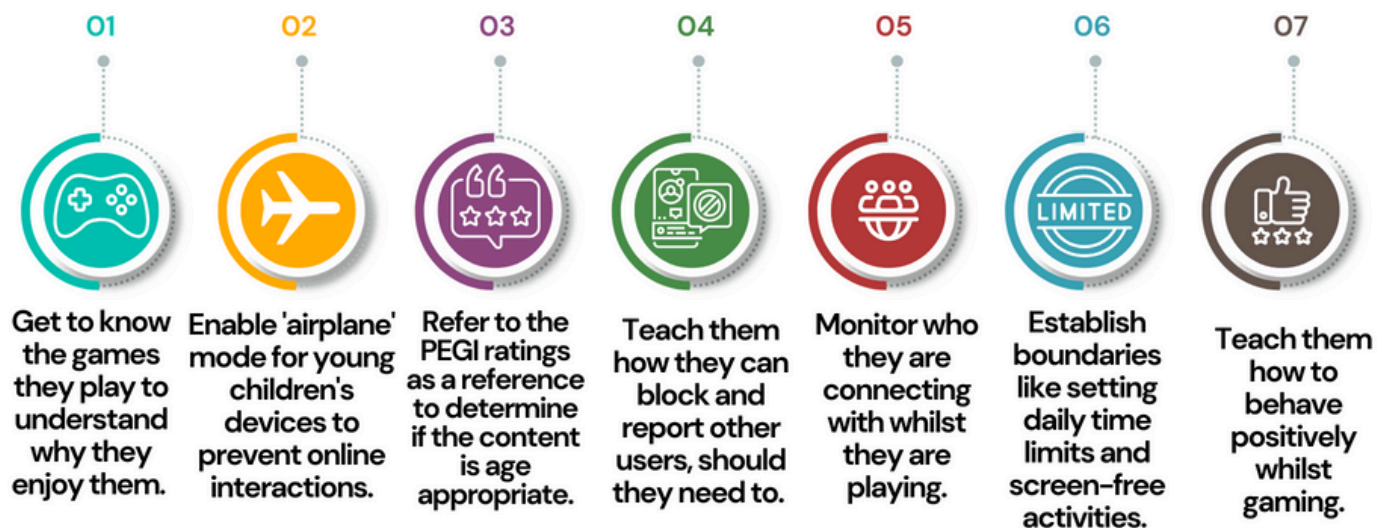 01
Get to know
the games
they play to
understand
why they
enjoy them.
02
Enable 'airplane'
mode for young
children's
devices to
prevent online
interactions.
03
Refer to the
PEGI ratings
as a reference
to determine
if the content
is age
appropriate.
04
Teach them
how they can
block and
report other
users, should
they need to.
05
Monitor who
they are
connecting
with whilst
they are
playing.
06
LIMITED
Establish
boundaries
like setting
daily time
limits and
screen-free
activities.
07
Teach them
how to
behave
positively
whilst
gaming.